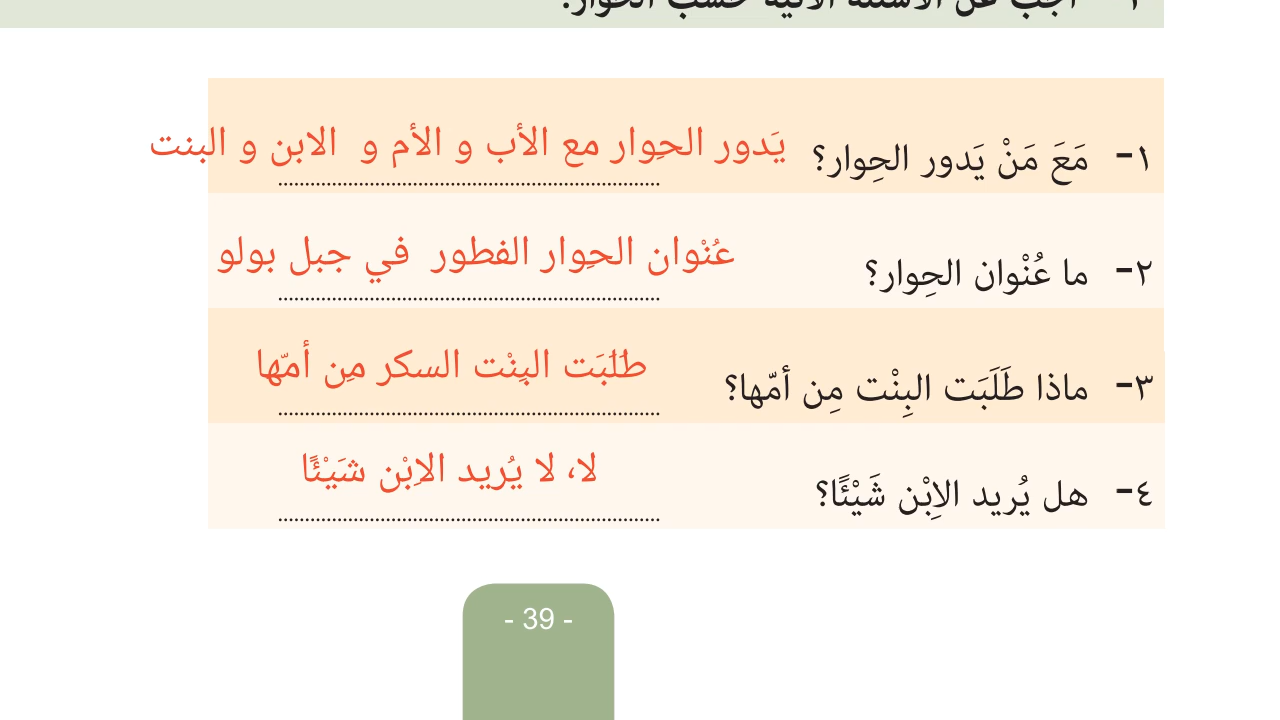 ٢- أجب عن الأسئلة الآتية حسب الحوار:
١- مَعَ مَنْ يَدور الحِوار؟ يَدور الحِوار مع الأب و الأم و الابن و البنت
٢- ما عُنْوان الحِوار؟ عُنْوان الحِوار الفطور في جبل بولو
٣- ماذا طَلَبَت البِنْت مِن أمّها؟ طَلَبَت البِنْت السكر مِن أمّها
٤- هل يُريد الاِبْن شَيْئًا؟ لا، لا يُريد الاِبْن شَيْئًا
- 39 -